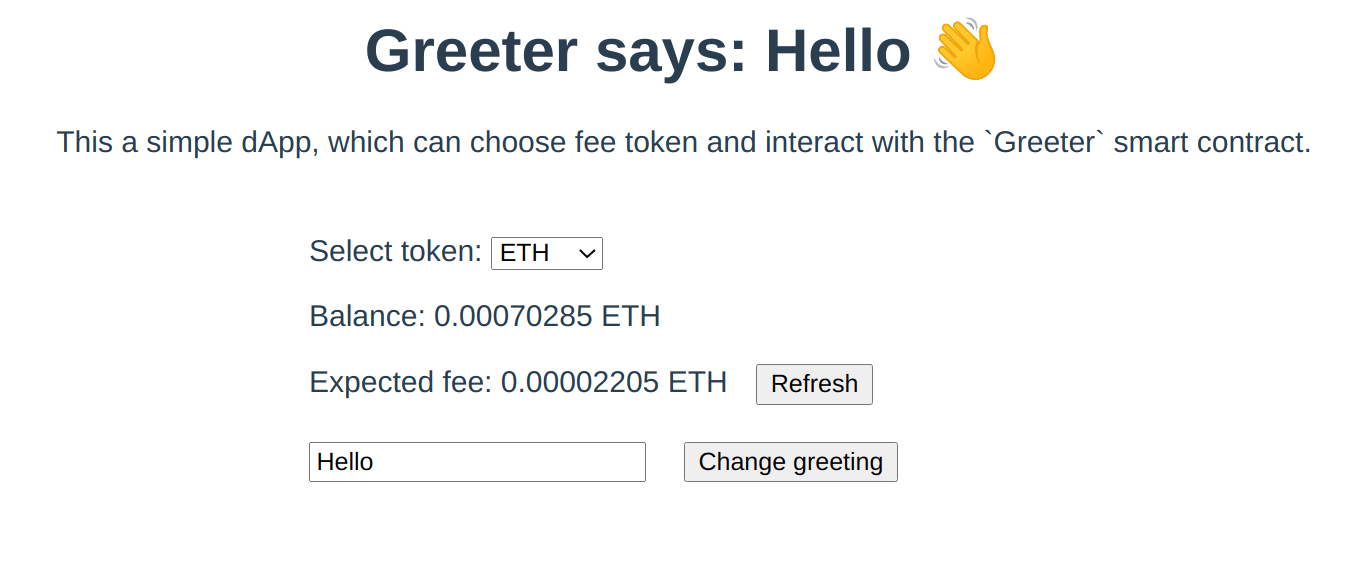 Greeter says: Hello 👋
This a simple dApp, which can choose fee token and interact with the `Greeter` smart contract.
Select token: ETH
Balance: 0.00070285 ETH
Expected fee: 0.00002205 ETH Refresh
Hello Change greeting